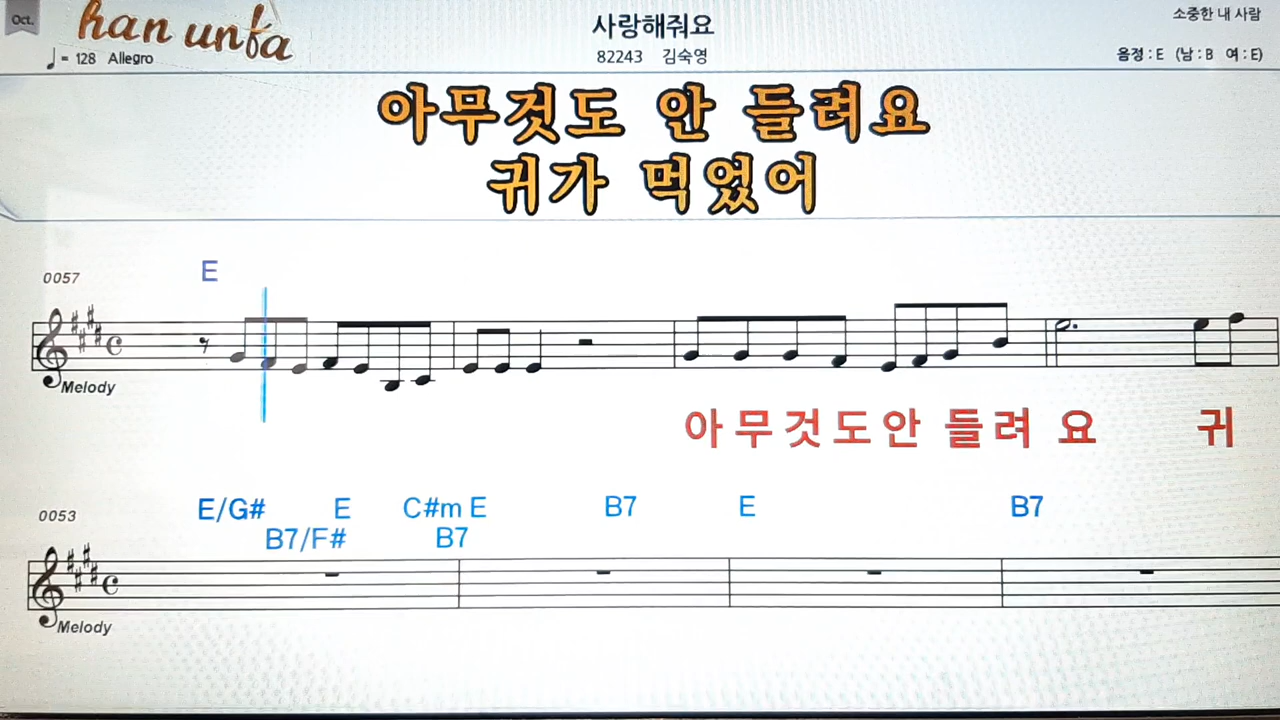 Oct.
han unfa
♩ = 128 Allegro
사랑해줘요
82243 김숙영
소중한 내 사람
음정 : E (남 : B 여 : E)
아무것도 안 들려요
귀가 먹었어
0057
E
Melody
아무것도안 들려 요 귀
0053
E/G# E C#m E B7 E B7
B7/F# B7
Melody